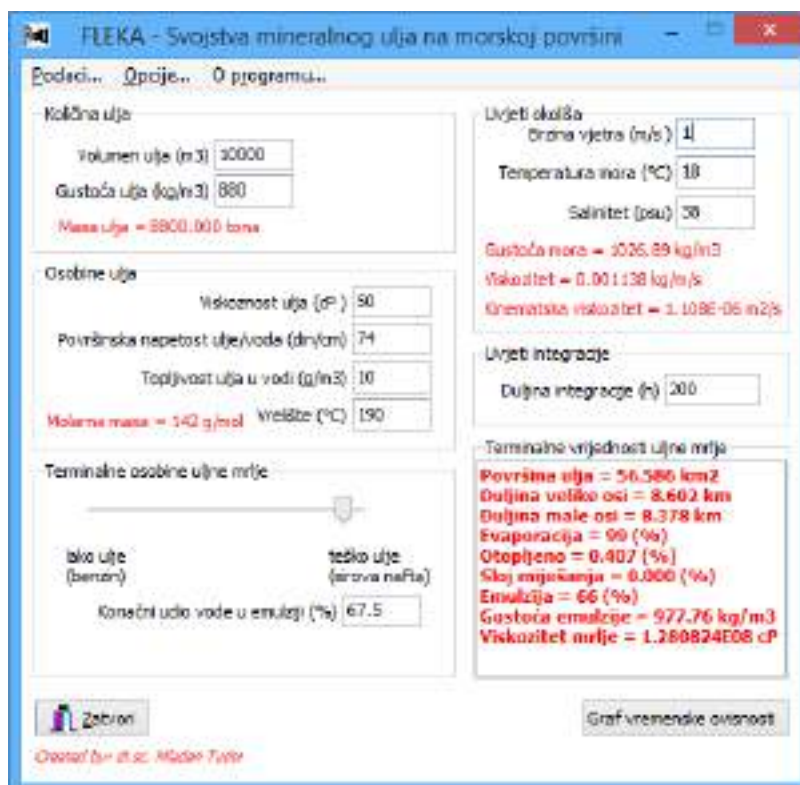 FLEKA - Svojstva mineralnog ulja na morskoj površini
Podaci... Opcije... O programu...
Količina ulja
Volumen ulja (m3) 10000
Gustoća ulja (kg/m3) 880
Masa ulja = 8800.000 tona
Osobine ulja
Viskoznost ulja (cP) 50
Površinska napetost ulje/voda (din/cm) 74
Topljivost ulja u vodi (g/m3) 10
Molarna masa = 142 g/mol Vrelište (°C) 190
Terminalne osobine uljne mrlje
lako ulje teško ulje
(benzin) (sirova nafta)
Konačni udio vode u emulziji (%) 67.5
Zatvori
Created by: dr.sc. Mladen Tudor
Uvjeti okoliša
Brzina vjetra (m/s) 1
Temperatura mora (°C) 18
Salinitet (psu) 38
Gustoća mora = 1026.89 kg/m3
Viskozitet = 0.001138 kg/m/s
Kinematska viskozitet = 1.108E-06 m2/s
Uvjeti integracije
Duljina integracije (h) 200
Terminalne vrijednosti uljne mrlje
Površina ulja = 56.586 km2
Duljina velike osi = 8.602 km
Duljina male osi = 8.378 km
Evaporacija = 99 (%)
Otopljeno = 0.407 (%)
Sloj miješanja = 0.000 (%)
Emulzija = 66 (%)
Gustoća emulzije = 977.76 kg/m3
Viskozitet mrlje = 1.280824E08 cP
Graf vremenske ovisnosti